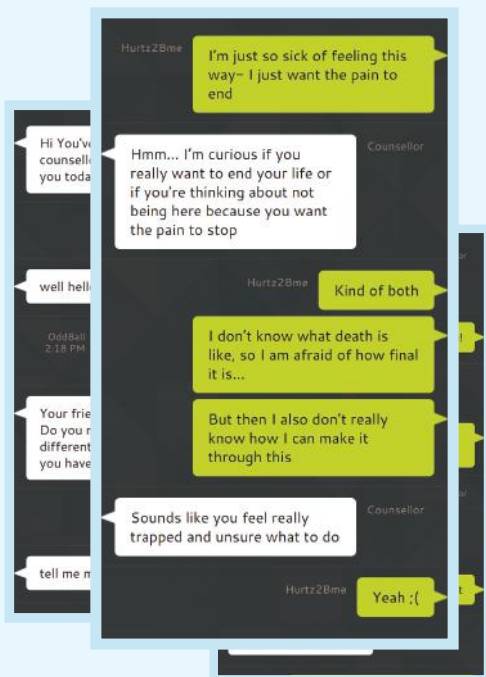 Hurtz2Bme
I'm just so sick of feeling this
way- I just want the pain to
end
Counsellor
Hmm... I'm curious if you
really want to end your life or
if you're thinking about not
being here because you want
the pain to stop
Hurtz2Bme
Kind of both
I don't know what death is
like, so I am afraid of how final
it is...
But then I also don't really
know how I can make it
through this
Counsellor
Sounds like you feel really
trapped and unsure what to do
Hurtz2Bme
Yeah ;(
Hi You've
you toda
well hell
OddBall
2:18 PM
Your frie
Do you
different
you have
tell me
!
t